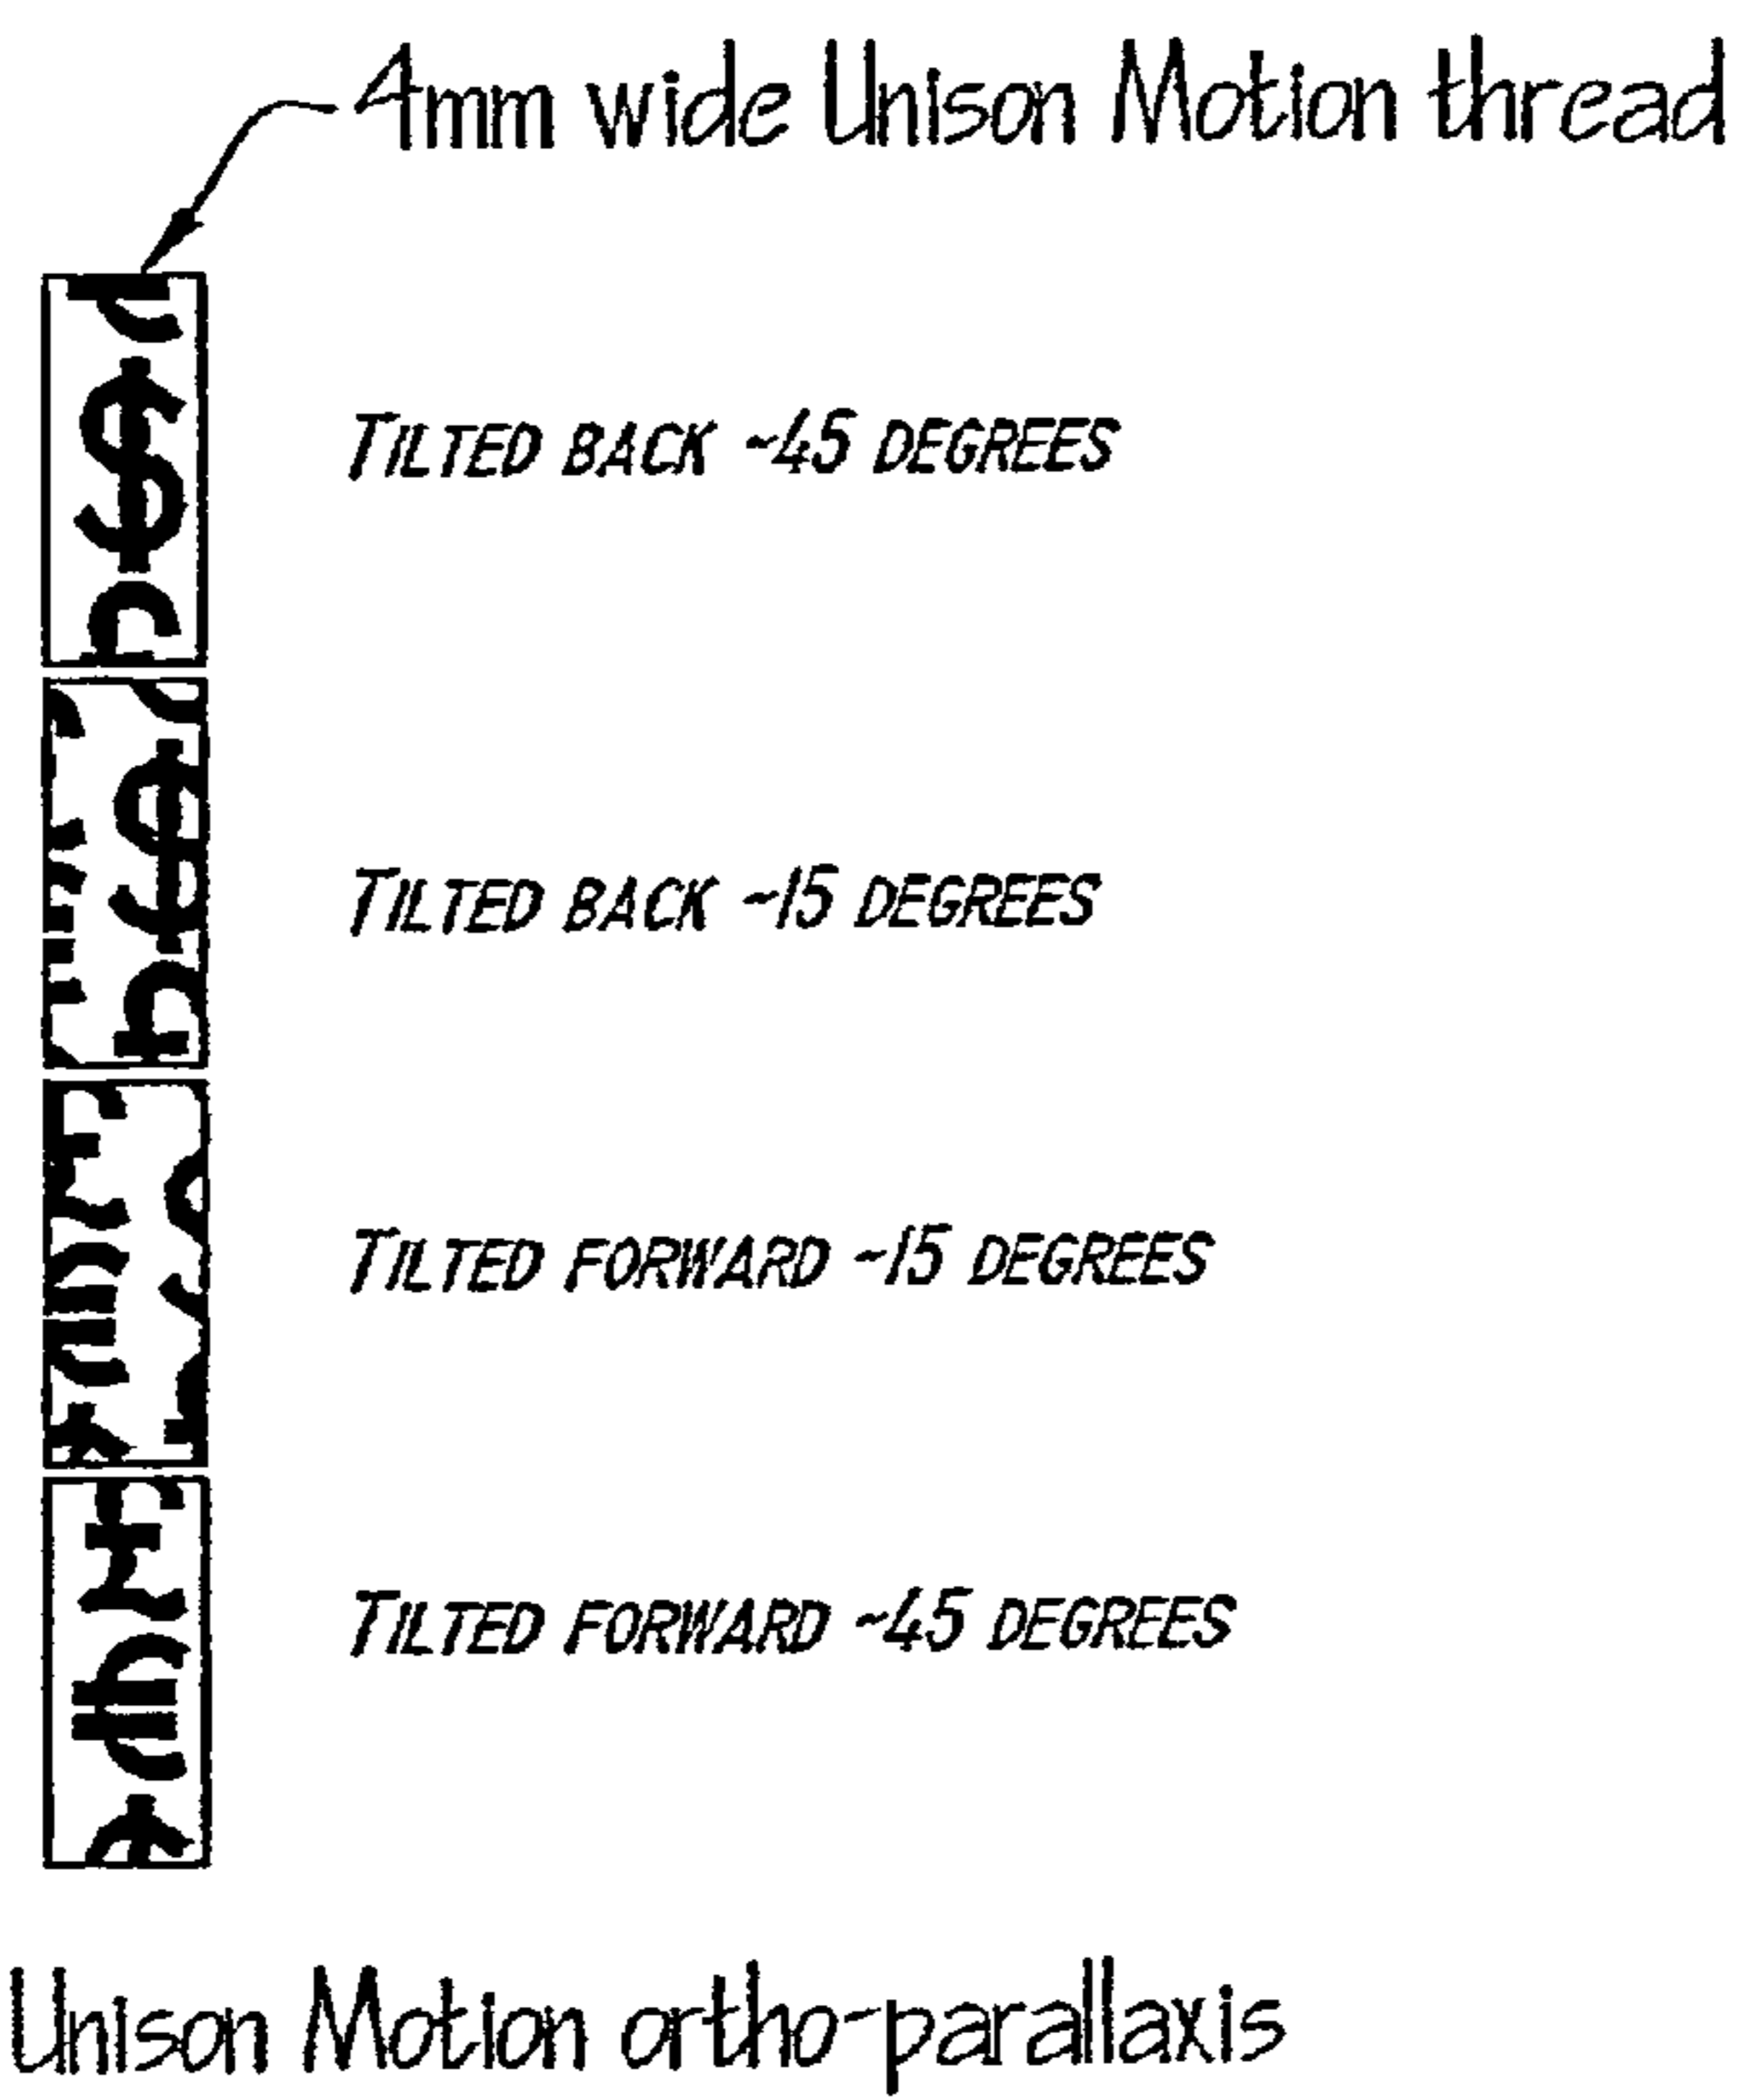 4mm wide Unison Motion thread
TILTED BACK ~45 DEGREES
TILTED BACK ~15 DEGREES
TILTED FORWARD ~15 DEGREES
TILTED FORWARD ~45 DEGREES
Unison Motion ortho-parallaxis